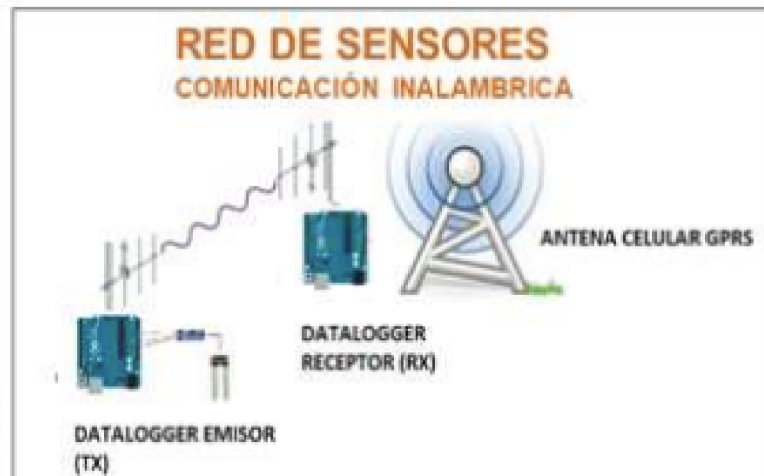 RED DE SENSORES
COMUNICACIÓN INALAMBRICA
ANTENA CELULAR GPRS
DATALOGGER
RECEPTOR (RX)
DATALOGGER EMISOR
(TX)